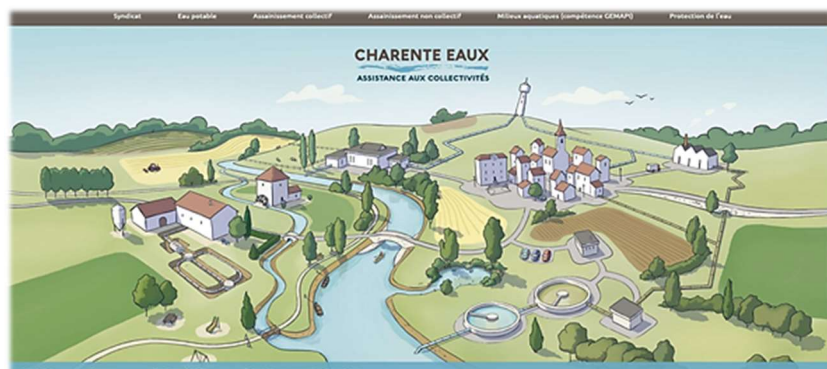 Syndicat
Eau potable
Assainissement collectif
Assainissement non collectif
Milieux aquatiques (compétence GEMAPI)
Protection de l'eau
CHARENTE EAUX
ASSISTANCE AUX COLLECTIVITÉS